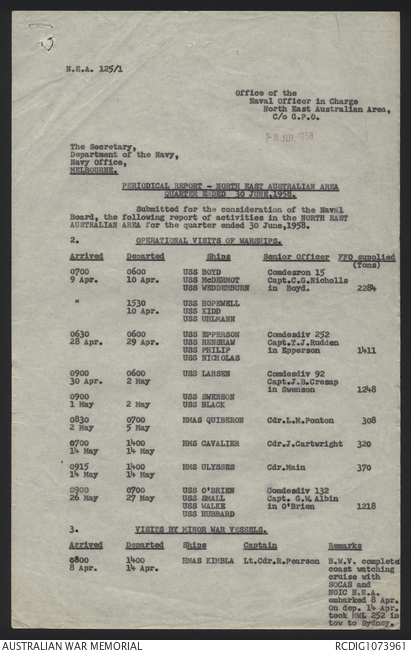 N.E.A. 125/1
Office of the
Naval Officer in Charge
North East Australian Area,
C/o G.P.O.
8 JUL 1958
The Secretary,
Department of the Navy,
Navy Office,
MELBOURNE.
PERIODICAL REPORT - NORTH EAST AUSTRALIAN AREA
QUARTER ENDED 30 JUNE, 1958.
Submitted for the consideration of the Naval
Board, the following report of activities in the NORTH EAST
AUSTRALIAN AREA for the quarter ended 30 June, 1958.
2. OPERATIONAL VISITS OF WARSHIPS.
Arrived Departed Ships Senior Officer FFO supplied
(Tons)
0700 0600 USS BOYD Comdesron 15
9 Apr. 10 Apr. USS McDERMOT Capt.C.G.Nicholls
USS WEDDERBURN in Boyd. 2284
" 1530 USS HOPEWELL
10 Apr. USS KIDD
USS UHLMANN
0630 0600 USS EPPERSON Comdesdiv 252
28 Apr. 29 Apr. USS RENSHAW Capt.T.J.Rudden
USS PHILIP in Epperson 1411
USS NICHOLAS
0900 0600 USS LARSEN Comdesdiv 92
30 Apr. 2 May Capt.J.B.Cresap
in Swenson 1248
0900 USS SWENSON
1 May 2 May USS BLACK
0830 0700 HMAS QUIBERON Cdr.L.M.Ponton 308
2 May 5 May
0700 1400 HMS CAVALIER Cdr.J.Cartwright 320
14 May 14 May
0915 1400 HMS ULYSSES Cdr.Main 370
14 May 14 May
0900 0700 USS O'BRIEN Comdesdiv 132
26 May 27 May USS SMALL Capt. G.W.Albin
USS WALKE in O'Brien 1218
USS HUBBARD
3. VISITS BY MINOR WAR VESSELS.
Arrived Departed Ships Captain Remarks
0800 1400 HMAS KIMBLA Lt.Cdr.R.Pearson B.W.V. completed
8 Apr. 14 Apr. coast watching
cruise with
SOCAS and
NOIC N.E.A.
embarked 8 Apr.
On dep. 14 Apr.
took MWL 252 in
tow to Sydney.
AUSTRALIAN WAR MEMORIAL RCDIG1073961